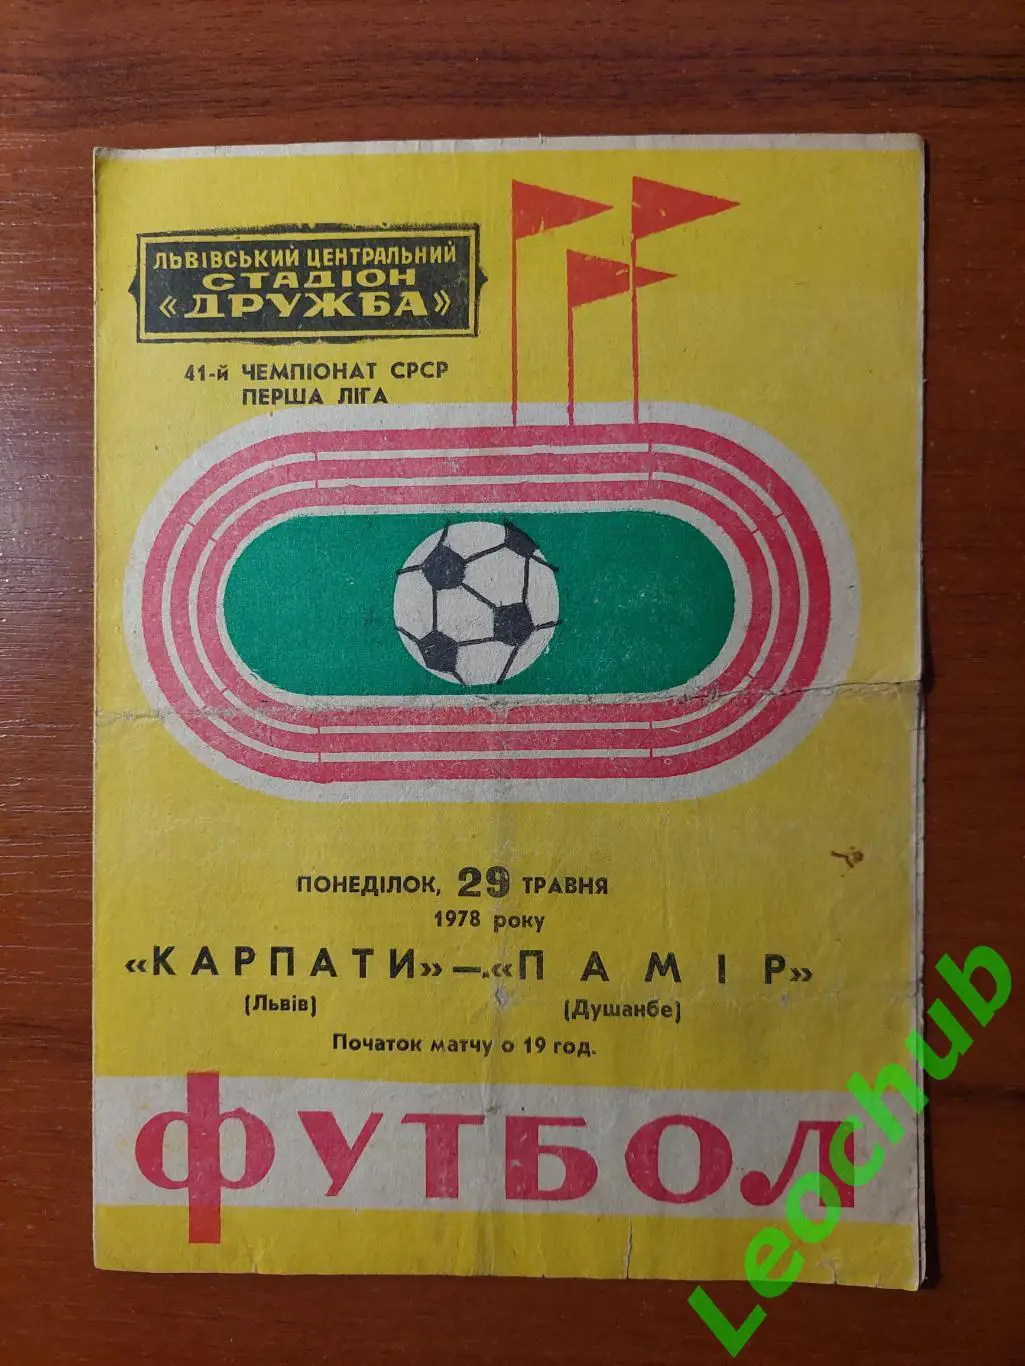 ЛЬВІВСЬКИЙ ЦЕНТРАЛЬНИЙ
СТАДІОН
«ДРУЖБА»
41-й ЧЕМПІОНАТ СРСР
ПЕРША ЛІГА
ПОНЕДІЛОК, 29 ТРАВНЯ
1978 року
«КАРПАТИ» — «ПАМІР»
(Львів) (Душанбе)
Початок матчу о 19 год.
ФУТБОЛ
Leochub